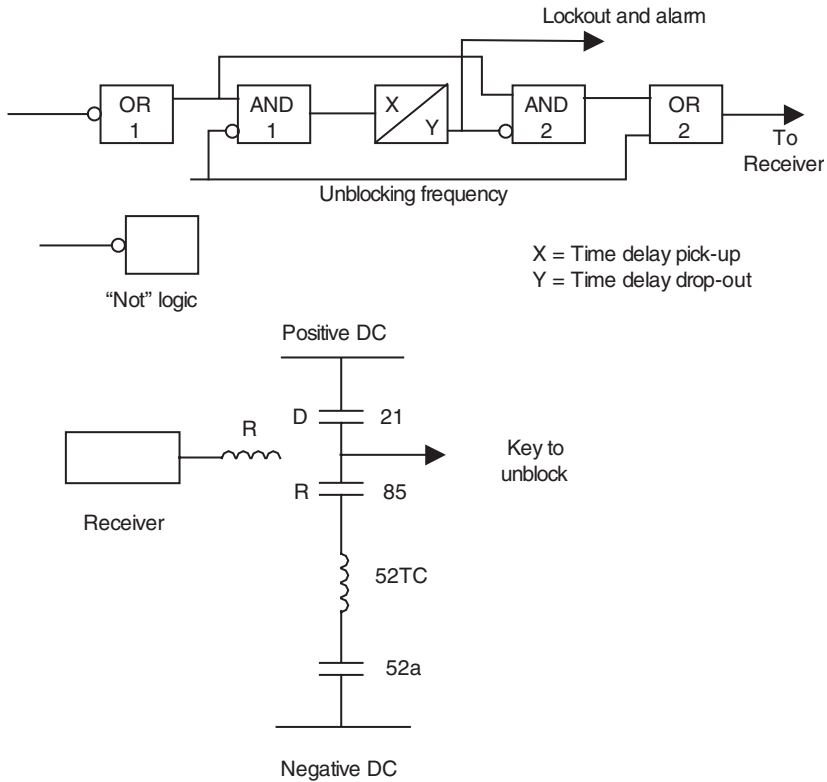 Lockout and alarm
OR
1
AND
1
X
Y
AND
2
OR
2
To
Receiver
Unblocking frequency
“Not” logic
X = Time delay pick-up
Y = Time delay drop-out
Positive DC
D
21
R
Key to
unblock
Receiver
R
85
52TC
52a
Negative DC